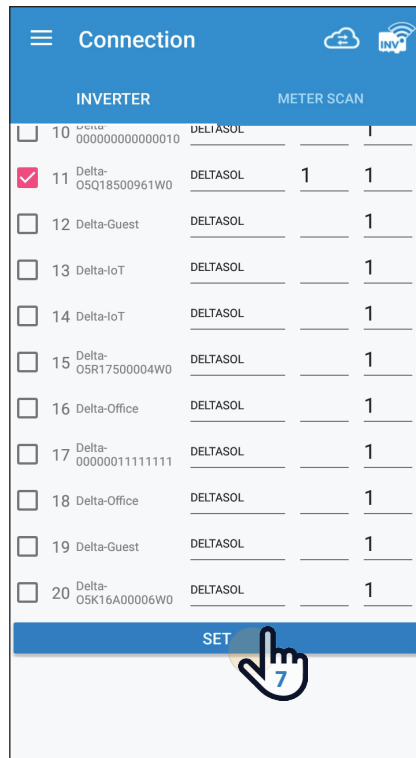 Connection
INV
INVERTER METER SCAN
10 Delta-000000000000010 DELTASOL 1
11 Delta-O5Q18500961W0 DELTASOL 1 1
12 Delta-Guest DELTASOL 1
13 Delta-IoT DELTASOL 1
14 Delta-IoT DELTASOL 1
15 Delta-O5R17500004W0 DELTASOL 1
16 Delta-Office DELTASOL 1
17 Delta-00000011111111 DELTASOL 1
18 Delta-Office DELTASOL 1
19 Delta-Guest DELTASOL 1
20 Delta-O5K16A00006W0 DELTASOL 1
SET
7